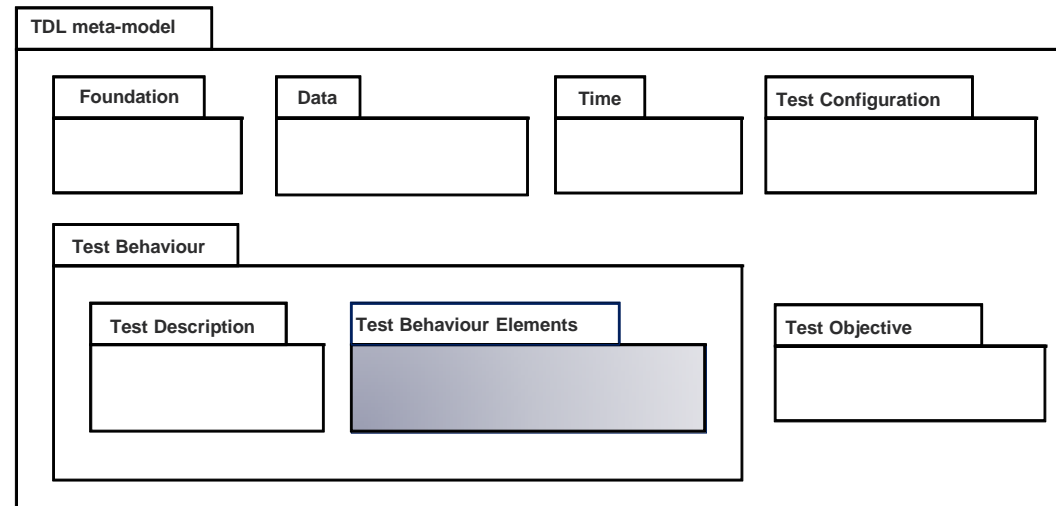 TDL meta-model
Foundation
Data
Time
Test Configuration
Test Behaviour
Test Description
Test Behaviour Elements
Test Objective